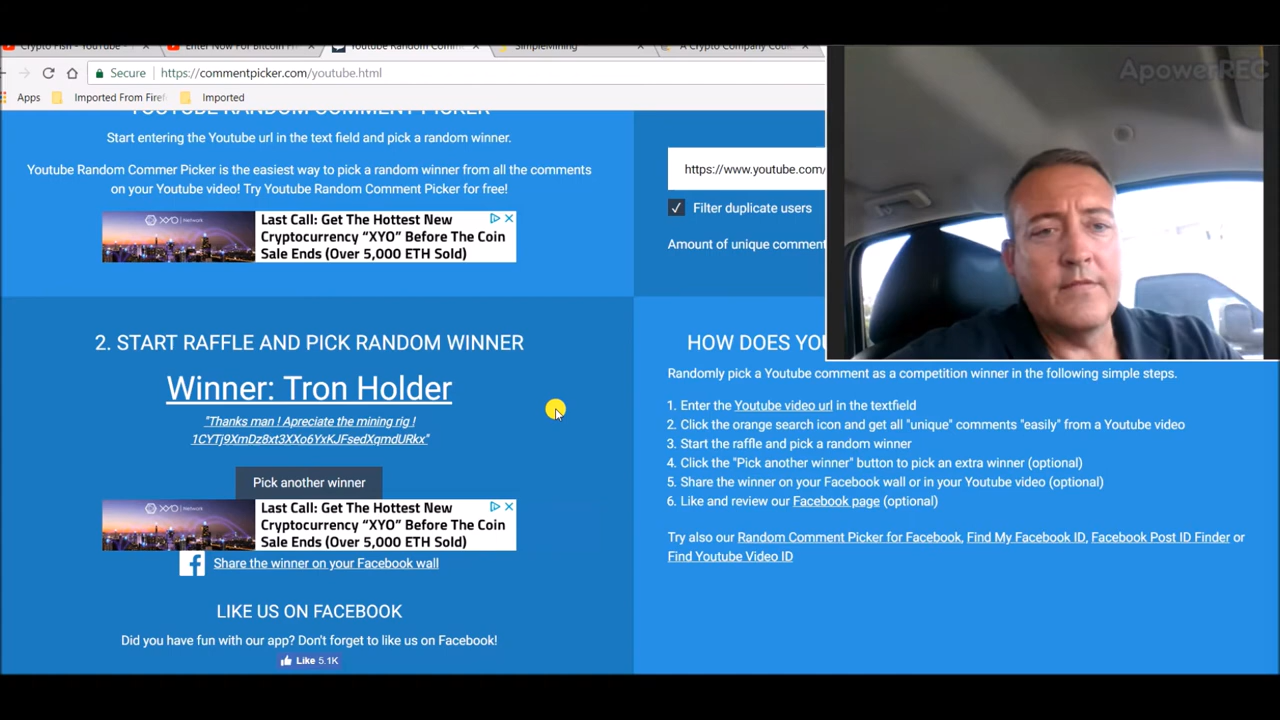 Crypto Fish - YouTube
Enter Now For Bitcoin Fr
Youtube Random Comm
SimpleMining
A Crypto Company Coul
ApowerREC
Secure
https://commentpicker.com/youtube.html
Apps
Imported From Firef
Imported
YOUTUBE RANDOM COMMENT PICKER
Start entering the Youtube url in the text field and pick a random winner.
Youtube Random Commer Picker is the easiest way to pick a random winner from all the comments
on your Youtube video! Try Youtube Random Comment Picker for free!
XYO Network
Last Call: Get The Hottest New
Cryptocurrency “XYO” Before The Coin
Sale Ends (Over 5,000 ETH Sold)
https://www.youtube.com/
Filter duplicate users
Amount of unique comment
2. START RAFFLE AND PICK RANDOM WINNER
Winner: Tron Holder
"Thanks man ! Apreciate the mining rig !
1CYTj9XmDz8xt3XXo6YxKJFsedXqmdURkx"
Pick another winner
XYO Network
Last Call: Get The Hottest New
Cryptocurrency “XYO” Before The Coin
Sale Ends (Over 5,000 ETH Sold)
Share the winner on your Facebook wall
LIKE US ON FACEBOOK
Did you have fun with our app? Don't forget to like us on Facebook!
Like 5.1K
HOW DOES YOU
Randomly pick a Youtube comment as a competition winner in the following simple steps.
1. Enter the Youtube video url in the textfield
2. Click the orange search icon and get all "unique" comments "easily" from a Youtube video
3. Start the raffle and pick a random winner
4. Click the "Pick another winner" button to pick an extra winner (optional)
5. Share the winner on your Facebook wall or in your Youtube video (optional)
6. Like and review our Facebook page (optional)
Try also our Random Comment Picker for Facebook, Find My Facebook ID, Facebook Post ID Finder or
Find Youtube Video ID